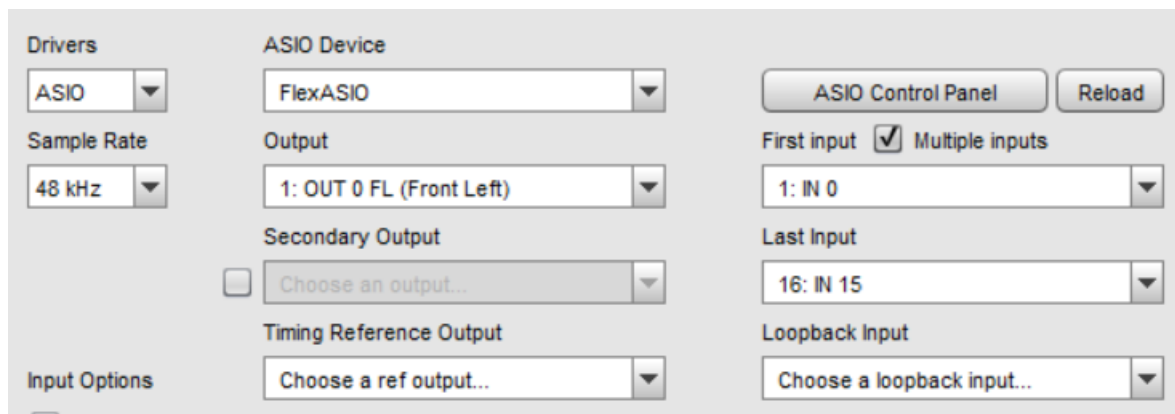 Drivers ASIO Device
ASIO FlexASIO ASIO Control Panel Reload
Sample Rate Output First input Multiple inputs
48 kHz 1: OUT 0 FL (Front Left) 1: IN 0
Secondary Output Last Input
Choose an output... 16: IN 15
Timing Reference Output Loopback Input
Input Options Choose a ref output... Choose a loopback input...